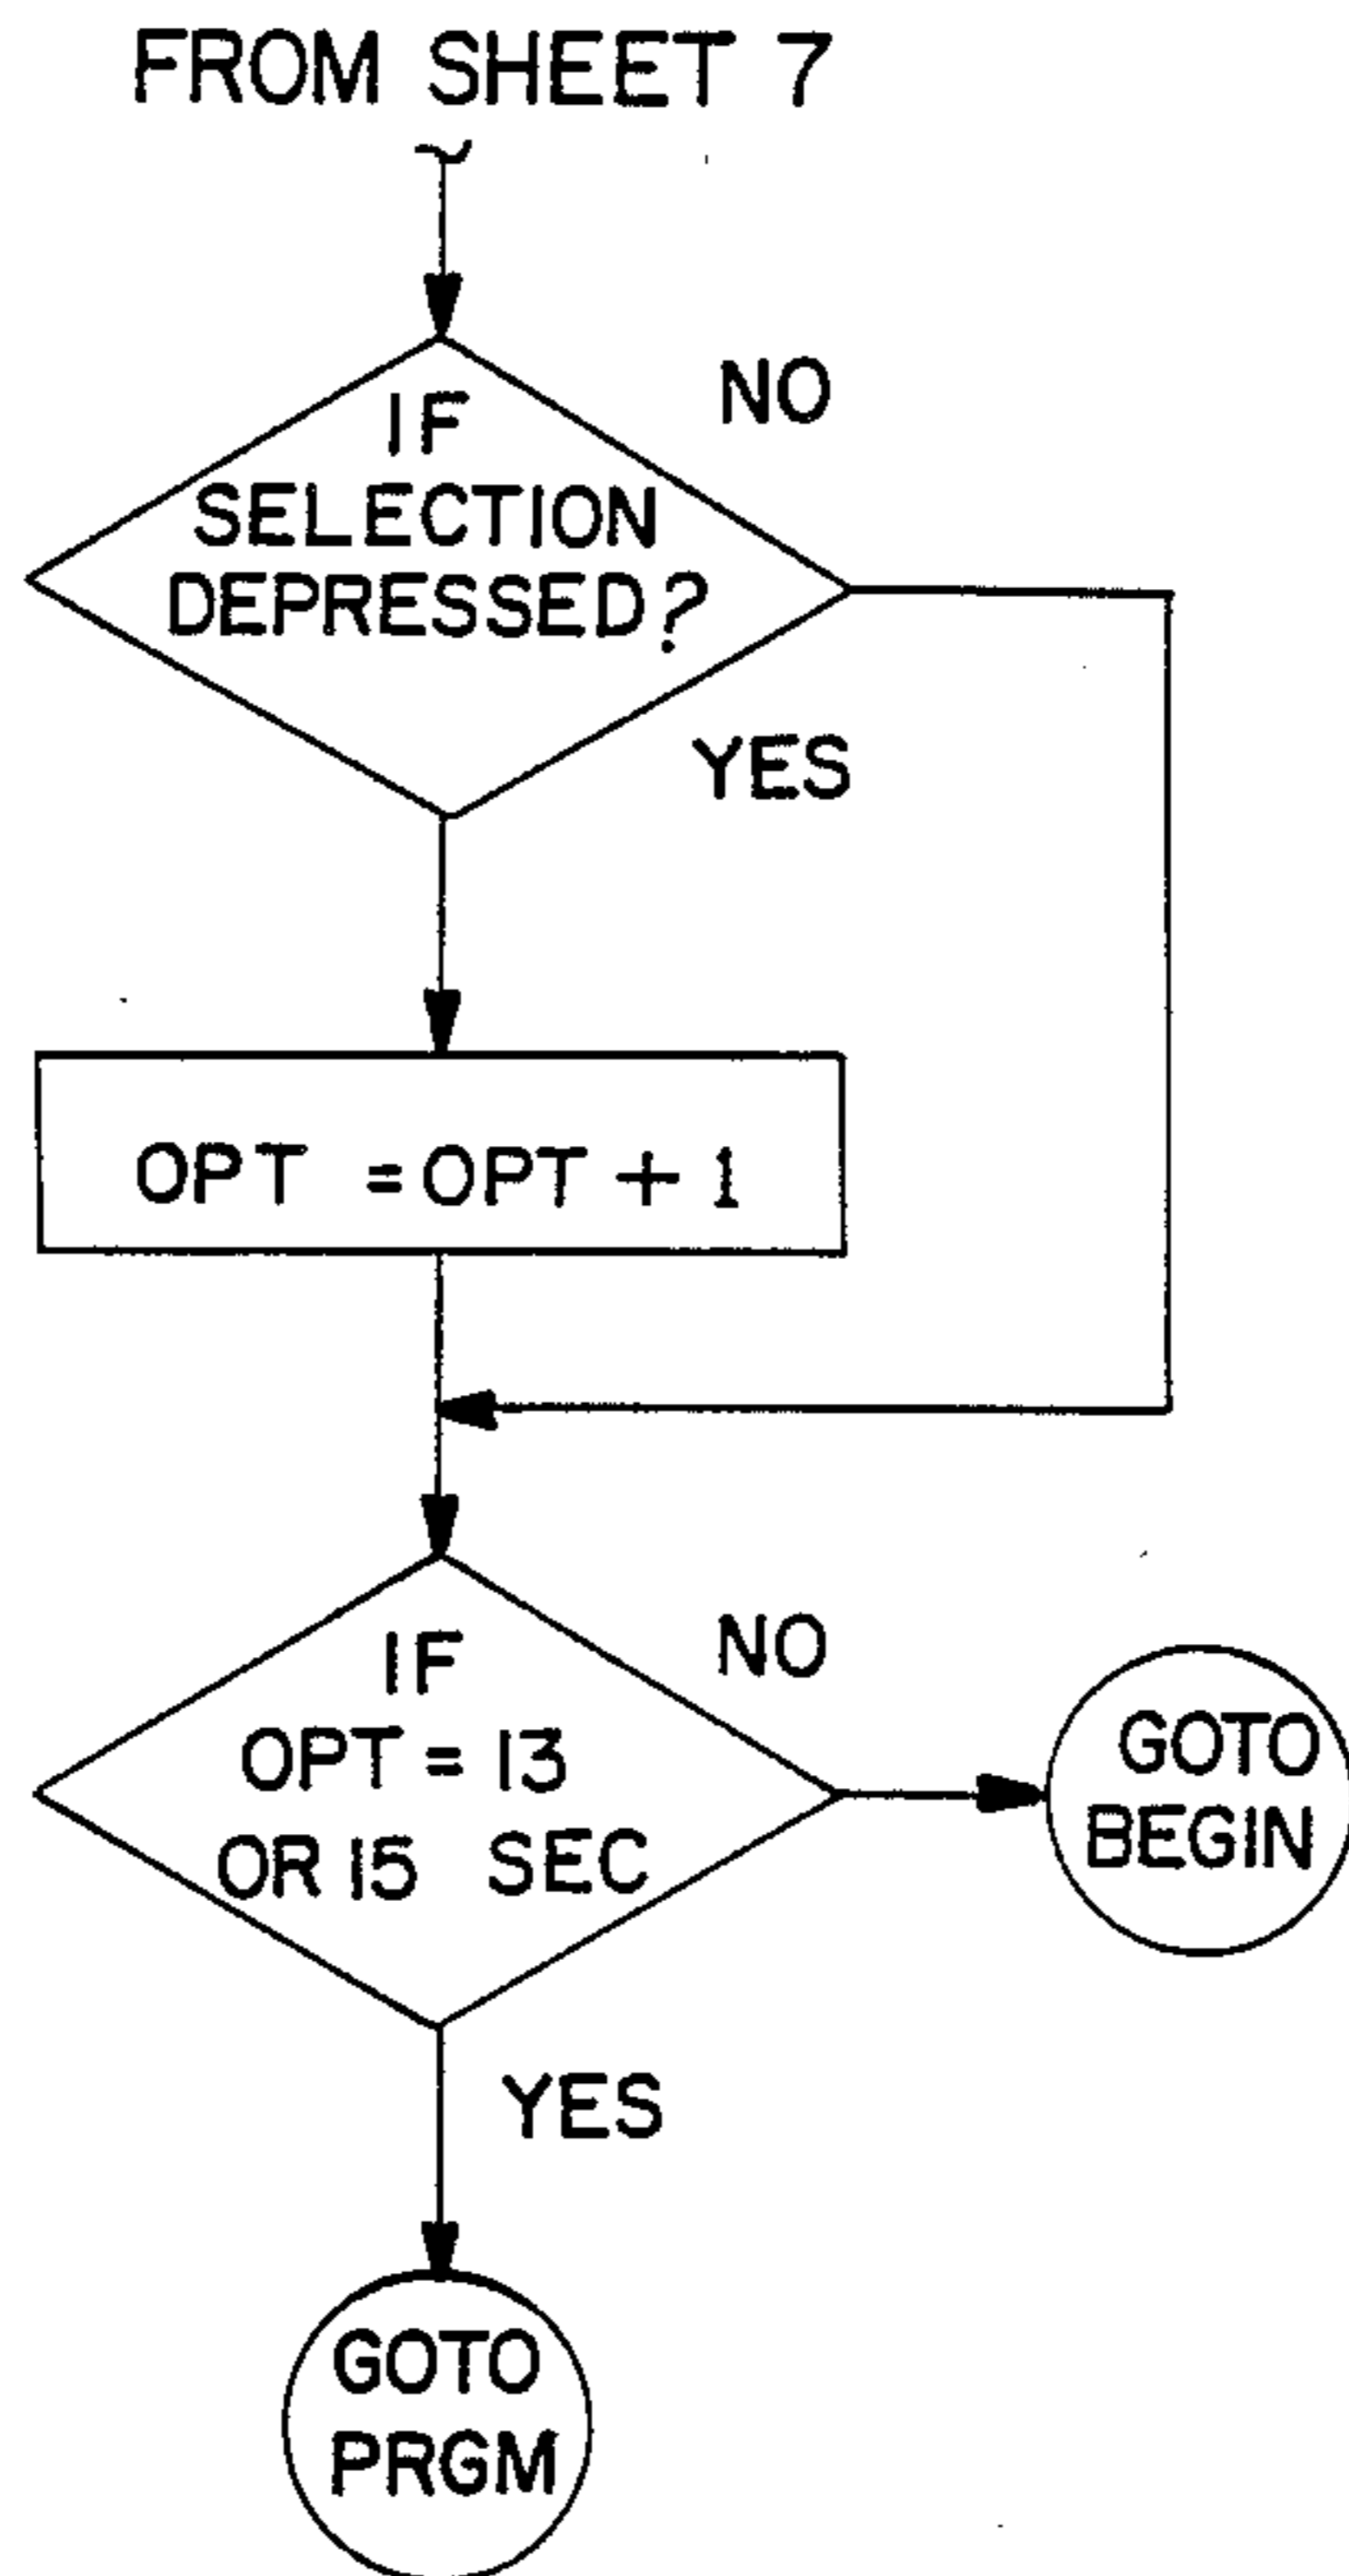 FROM SHEET 7
NO
IF
SELECTION
DEPRESSED?
YES
OPT = OPT + 1
NO
IF
OPT = 13
OR 15 SEC
GOTO
BEGIN
YES
GOTO
PRGM